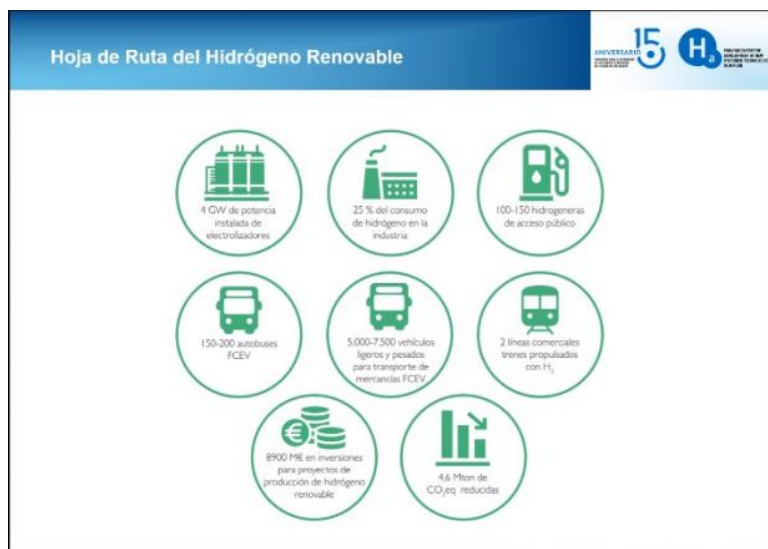 Hoja de Ruta del Hidrógeno Renovable
ANIVERSARIO 15
Ha
4 GW de potencia
instalada de
electrolizadores
25 % del consumo
de hidrógeno en la
industria
100-150 hidrogeneras
de acceso público
150-200 autobuses
FCEV
5.000-7.500 vehículos
ligeros y pesados
para transporte de
mercancías FCEV
2 líneas comerciales
trenes propulsados
con H₂
€
8900 M€ en inversiones
para proyectos de
producción de hidrógeno
renovable
4,6 Mton de
CO₂eq reducidas